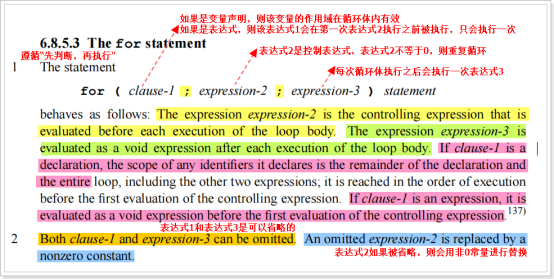 如果是变量声明，则该变量的作用域在循环体内有效
如果是表达式，则该表达式1会在第一次表达式2执行之前被执行，只会执行一次
6.8.5.3 The for statement
遵循“先判断，再执行”
表达式2是控制表达式，表达式2不等于0，则重复循环
1 The statement
每次循环体执行之后会执行一次表达式3
for ( clause-1 ; expression-2 ; expression-3 ) statement
behaves as follows: The expression expression-2 is the controlling expression that is
evaluated before each execution of the loop body. The expression expression-3 is
evaluated as a void expression after each execution of the loop body. If clause-1 is a
declaration, the scope of any identifiers it declares is the remainder of the declaration and
the entire loop, including the other two expressions; it is reached in the order of execution
before the first evaluation of the controlling expression. If clause-1 is an expression, it is
evaluated as a void expression before the first evaluation of the controlling expression.137)
表达式1和表达式3是可以省略的
2 Both clause-1 and expression-3 can be omitted. An omitted expression-2 is replaced by a
nonzero constant.
表达式2如果被省略，则会用非0常量进行替换